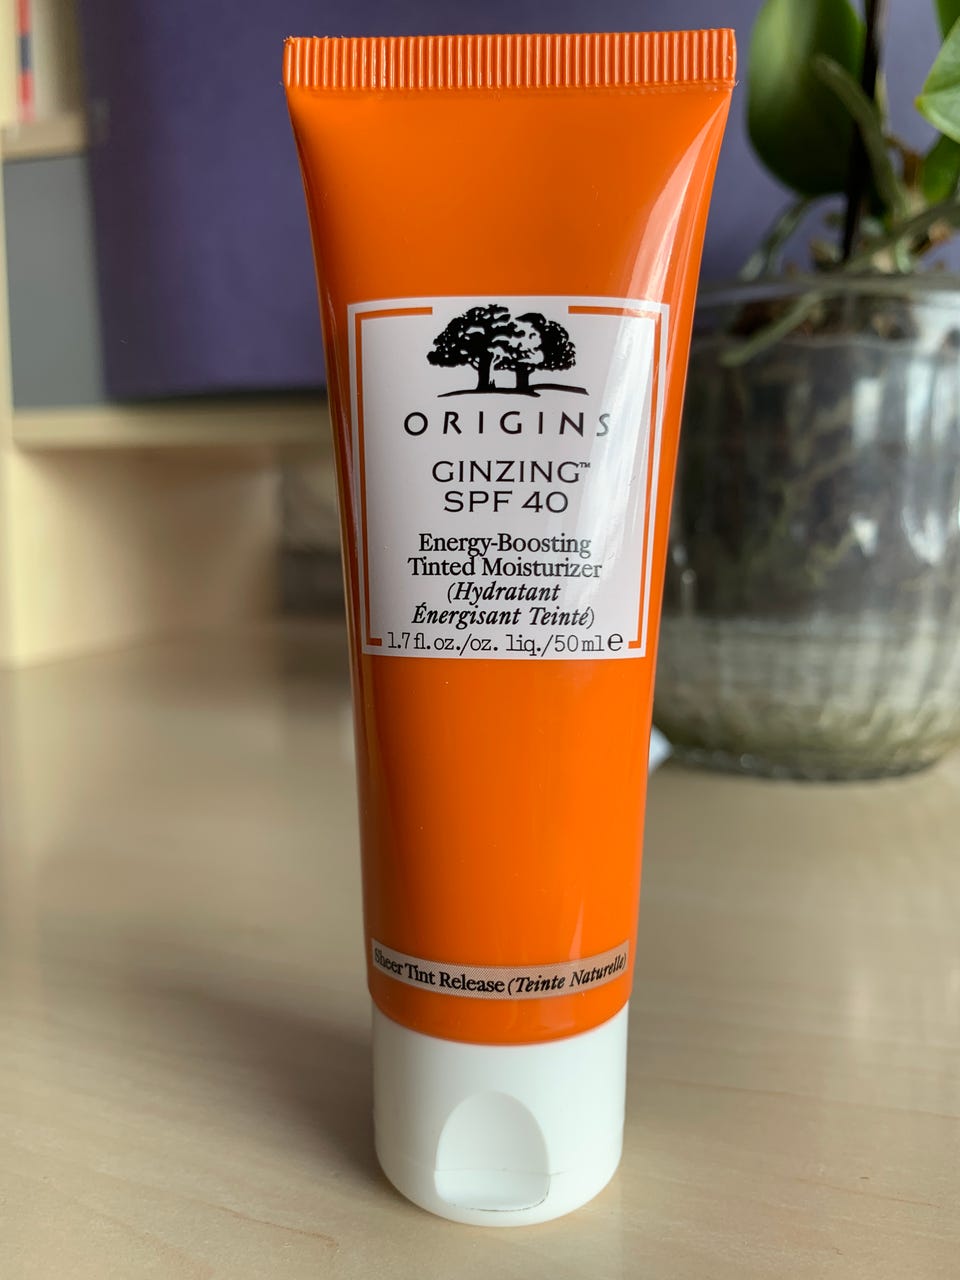 ORIGINS
GINZING™
SPF 40
Energy-Boosting
Tinted Moisturizer
(Hydratant
Énergisant Teinté)
1.7 fl.oz./oz. liq./50 ml ℮
Sheer Tint Release (Teinte Naturelle)